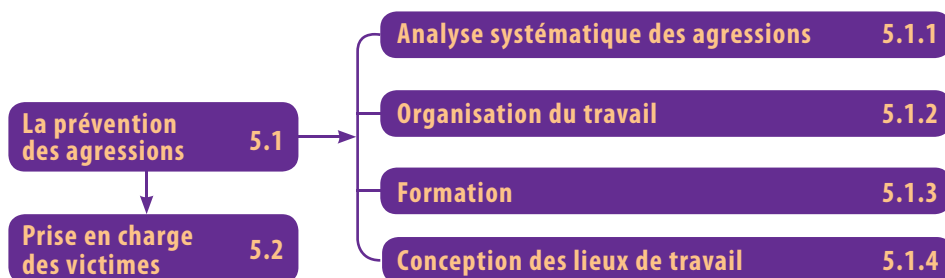 La prévention
des agressions 5.1
Prise en charge
des victimes 5.2
Analyse systématique des agressions 5.1.1
Organisation du travail 5.1.2
Formation 5.1.3
Conception des lieux de travail 5.1.4